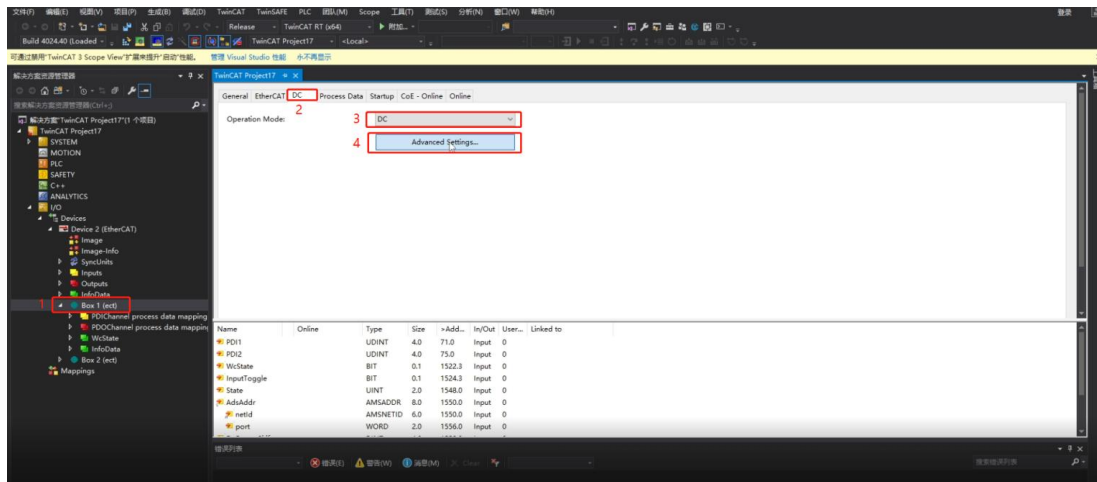 文件(F) 编辑(E) 视图(V) 项目(P) 生成(B) 调试(D) TwinCAT TwinSAFE PLC 团队(M) Scope 工具(T) 测试(S) 分析(N) 窗口(W) 帮助(H) 登录
Release TwinCAT RT (x64) 附加...
Build 4024.40 (Loaded TwinCAT Project17 <Local>
可通过禁用"TwinCAT 3 Scope View"扩展来提升"启动"性能。 管理 Visual Studio 性能 永不再显示
解决方案资源管理器 TwinCAT Project17
General EtherCAT DC Process Data Startup CoE - Online Online
搜索解决方案资源管理器(Ctrl+;)
2
解决方案"TwinCAT Project17"(1 个项目)
Operation Mode: 3 DC
TwinCAT Project17
SYSTEM
4 Advanced Settings...
MOTION
PLC
SAFETY
C++
ANALYTICS
I/O
Devices
Device 2 (EtherCAT)
Image
Image-Info
SyncUnits
Inputs
Outputs
InfoData
1 Box 1 (ect)
PDIChannel process data mapping
PDOChannel process data mapping
WcState
InfoData
Box 2 (ect)
Mappings
Name Online Type Size >Add... In/Out User... Linked to
PDI1 UDINT 4.0 71.0 Input 0
PDI2 UDINT 4.0 75.0 Input 0
WcState BIT 0.1 1522.3 Input 0
InputToggle BIT 0.1 1524.3 Input 0
State UINT 2.0 1548.0 Input 0
AdsAddr AMSADDR 8.0 1550.0 Input 0
netId AMSNETID 6.0 1550.0 Input 0
port WORD 2.0 1556.0 Input 0
错误列表
错误(E) 警告(W) 消息(M) Clear 搜索错误列表